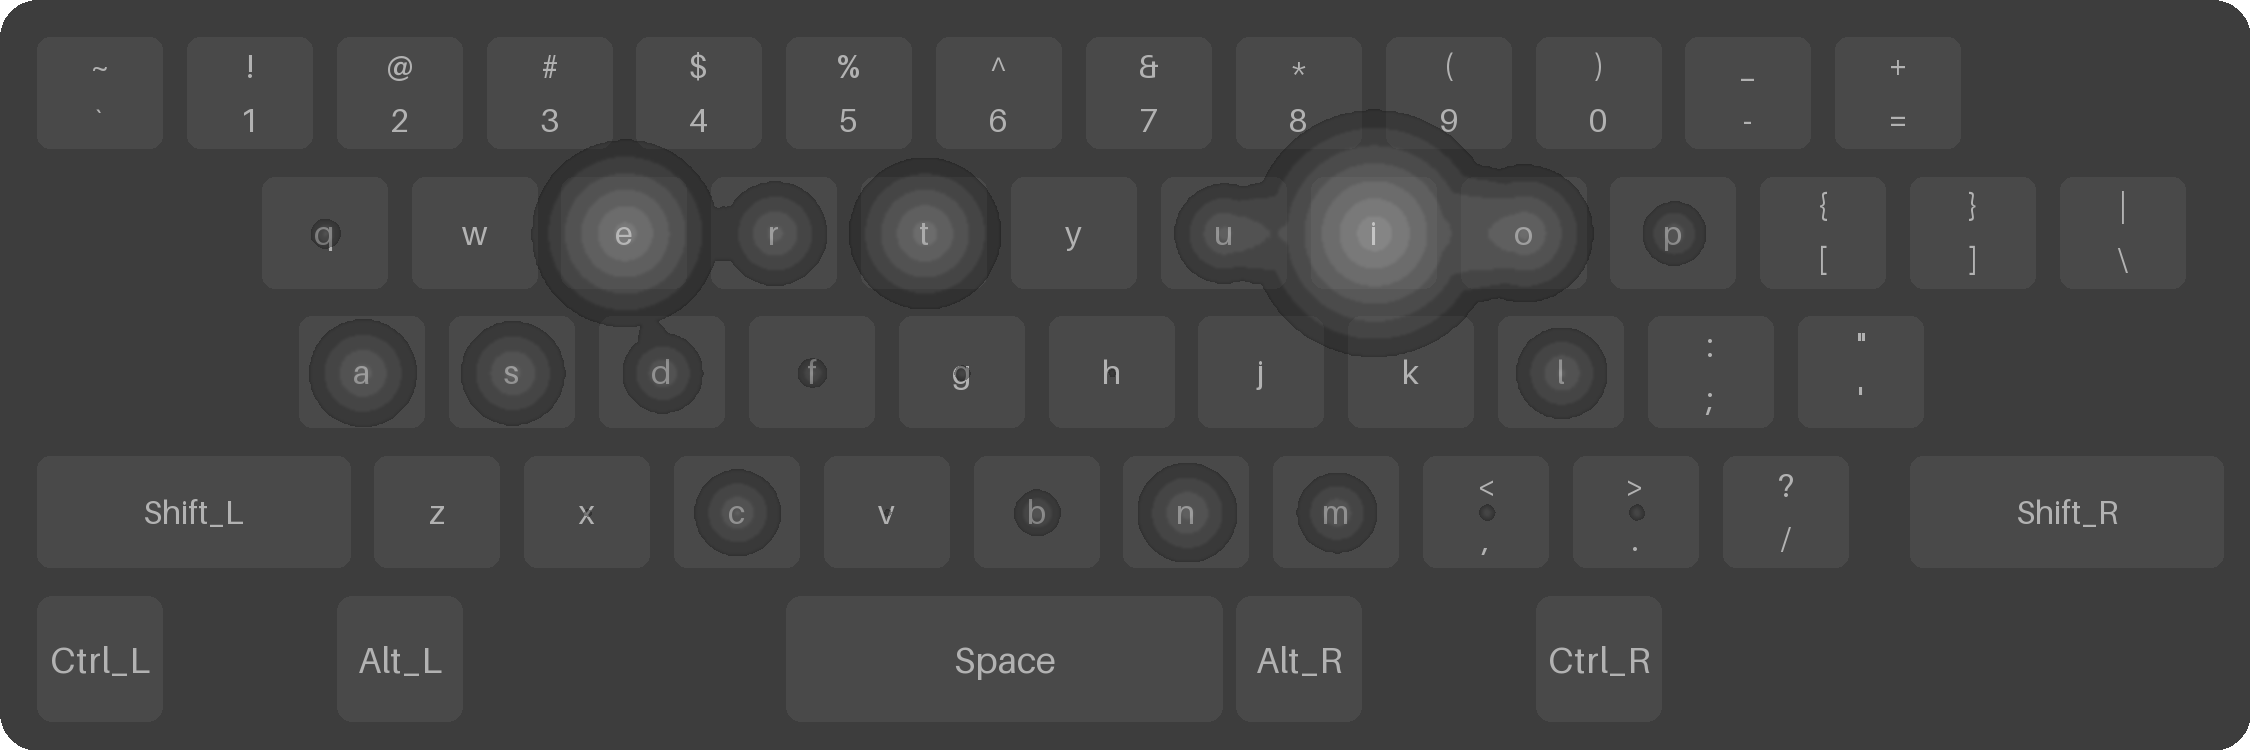 ~ ! @ # $ % ^ & * ( ) _ +
` 1 2 3 4 5 6 7 8 9 0 - =
q w e r t y u i o p { } |
[ ] \
a s d f g h j k l : "
; '
Shift_L z x c v b n m < > ? Shift_R
, . /
Ctrl_L Alt_L Space Alt_R Ctrl_R